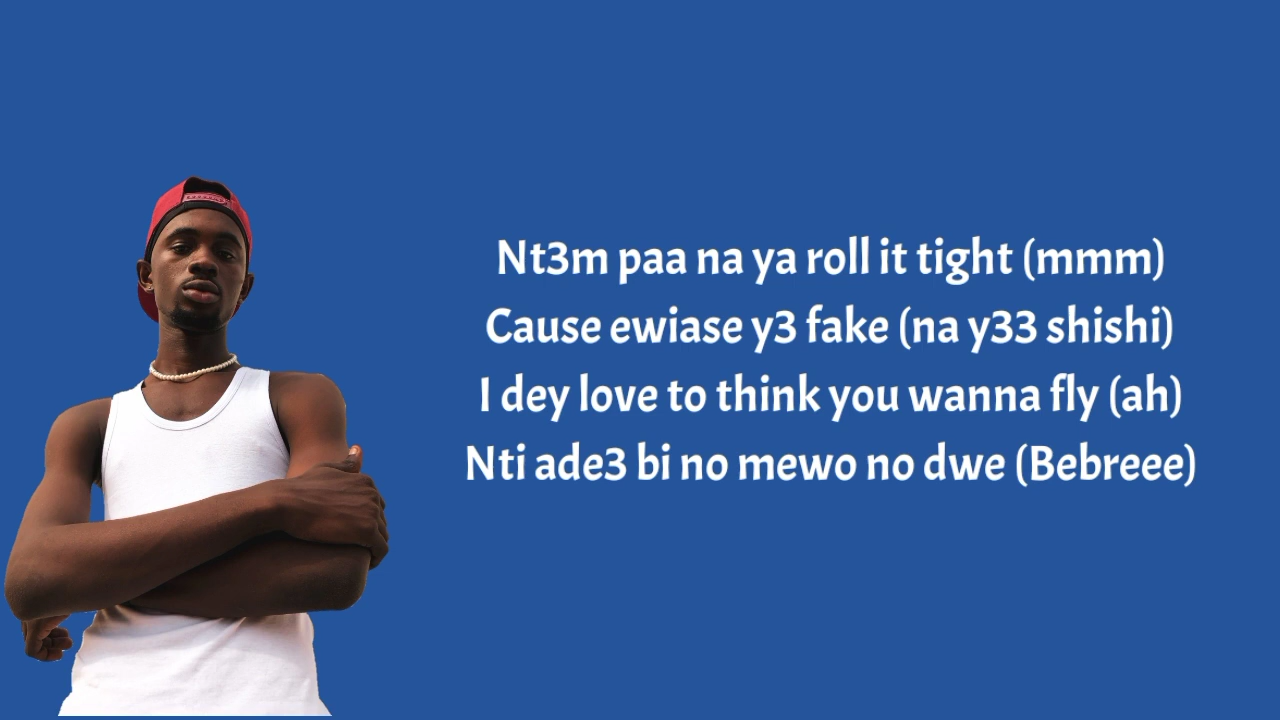 Nt3m paa na ya roll it tight (mmm)
Cause ewiase y3 fake (na y33 shishi)
I dey love to think you wanna fly (ah)
Nti ade3 bi no mewo no dwe (Bebreee)